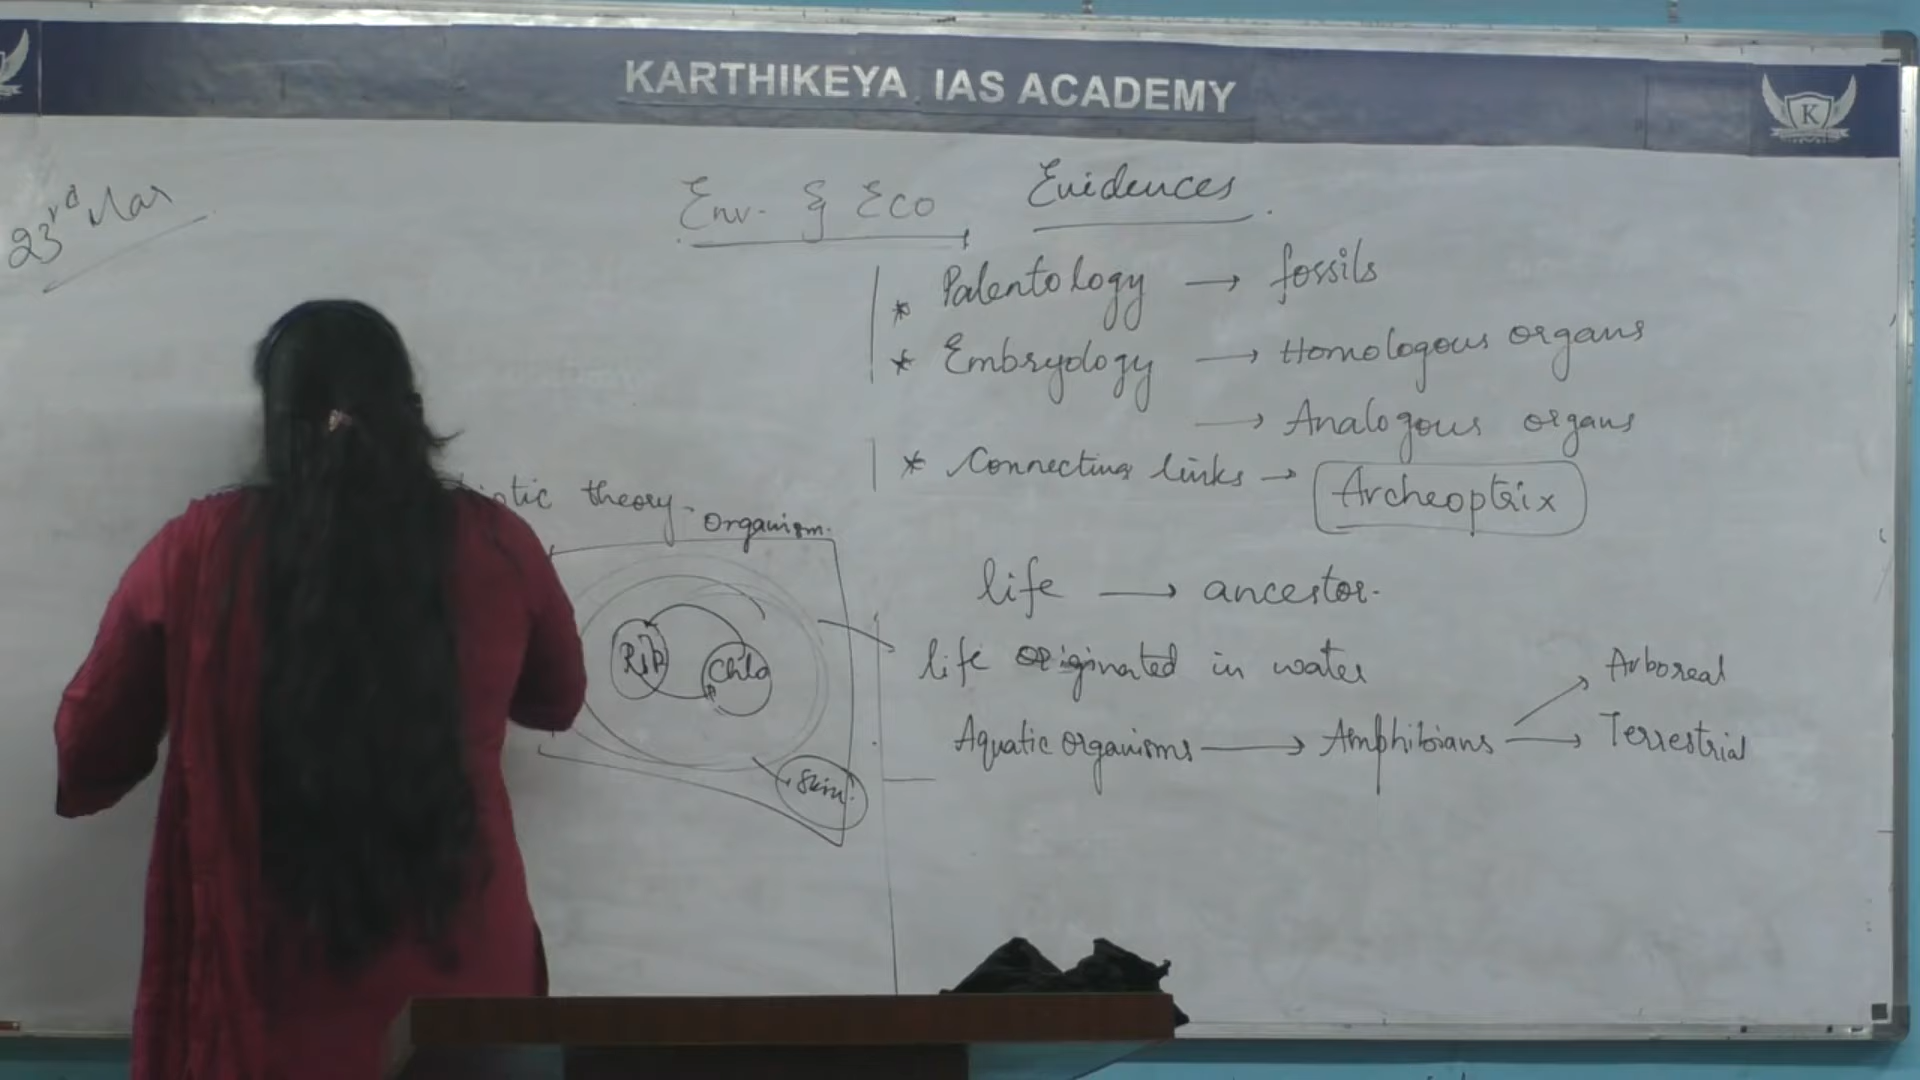 KARTHIKEYA IAS ACADEMY
K
23rd Mar
Env. & Eco
Evidences.
* Palentology → fossils
* Embryology → Homologous organs
→ Analogous organs
* Connecting links → Archeoptrix
theory - Organism.
Rib
Chlo
Skin.
life → ancestor.
life originated in water
Aquatic organisms → Amphibians → Arboreal
→ Terrestrial